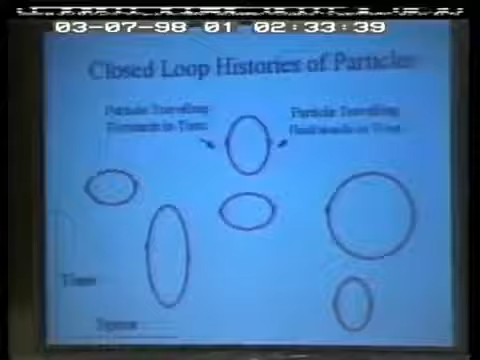 03-07-98 01 02:33:39
Closed Loop Histories of Particles
Particle Travelling
Particle Travelling
Forwards in Time
Backwards in Time
Time
Space